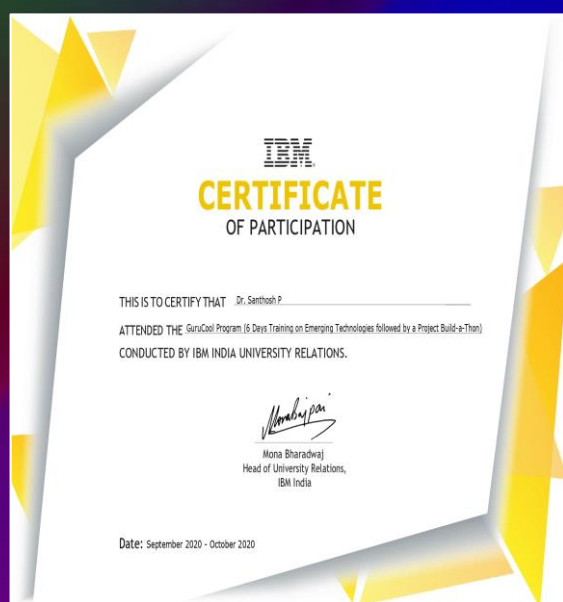 IBM
CERTIFICATE
OF PARTICIPATION
THIS IS TO CERTIFY THAT Dr. Santhosh P
ATTENDED THE GuruCool Program (6 Days Training on Emerging Technologies followed by a Project Build-a-Thon)
CONDUCTED BY IBM INDIA UNIVERSITY RELATIONS.
Mona Bharadwaj
Head of University Relations,
IBM India
Date: September 2020 - October 2020